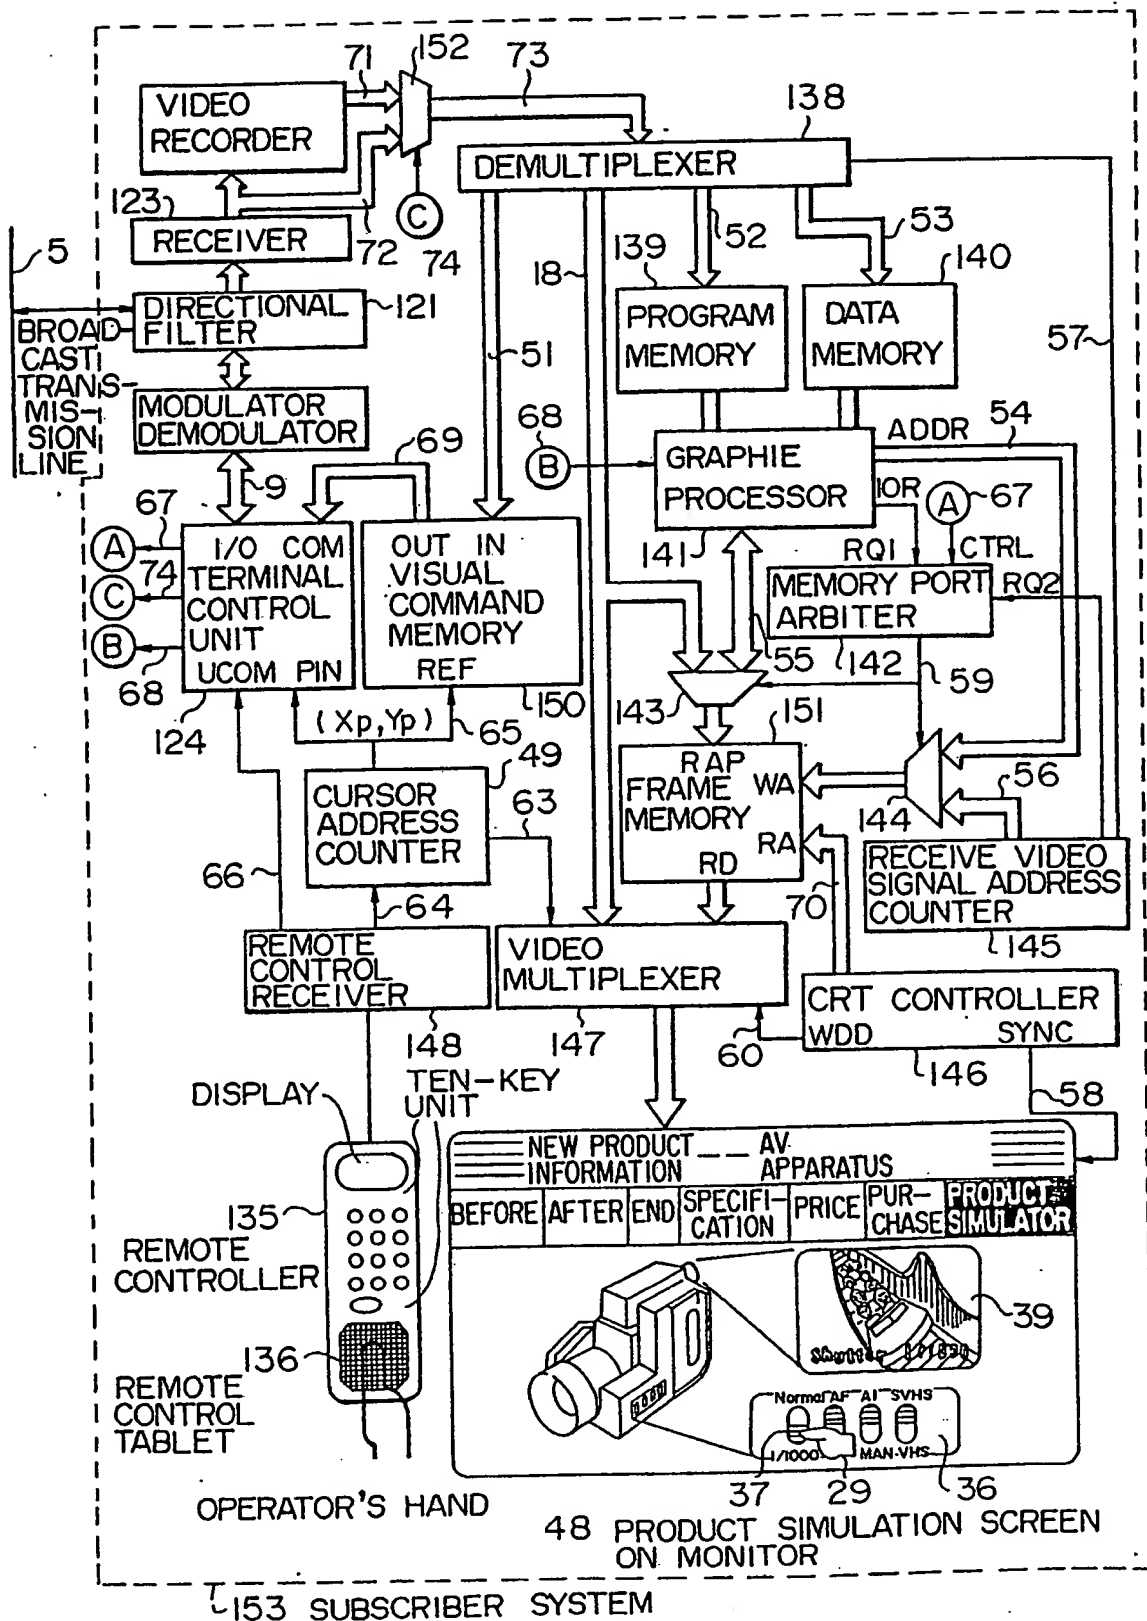 71
152
73
VIDEO
RECORDER
138
DEMULTIPLEXER
123
RECEIVER
72
C
74
52
53
5
18
139
140
DIRECTIONAL
FILTER
121
PROGRAM
MEMORY
DATA
MEMORY
BROAD
CAST
TRANS-
MIS-
SION
LINE
51
57
MODULATOR
DEMODULATOR
68
B
ADDR
54
69
GRAPHIE
PROCESSOR
9
IOR
A
67
67
A
74
C
B
68
I/O COM
TERMINAL
CONTROL
UNIT
UCOM PIN
OUT IN
VISUAL
COMMAND
MEMORY
REF
141
RQ1
CTRL
MEMORY PORT
ARBITER
RQ2
55
142
59
124
(Xp,Yp)
65
150
143
151
49
RAP
FRAME
MEMORY
WA
RA
RD
144
56
CURSOR
ADDRESS
COUNTER
63
66
64
70
RECEIVE VIDEO
SIGNAL ADDRESS
COUNTER
145
REMOTE
CONTROL
RECEIVER
VIDEO
MULTIPLEXER
CRT CONTROLLER
WDD SYNC
148
147
60
146
58
DISPLAY
TEN-KEY
UNIT
NEW PRODUCT__AV
INFORMATION APPARATUS
BEFORE
AFTER
END
SPECIFI-
CATION
PRICE
PUR-
CHASE
PRODUCT
SIMULATOR
135
REMOTE
CONTROLLER
39
Shutter
136
REMOTE
CONTROL
TABLET
Normal AF AI SVHS
1/1000 MAN-VHS
37
29
36
OPERATOR'S HAND
48 PRODUCT SIMULATION SCREEN
ON MONITOR
153 SUBSCRIBER SYSTEM